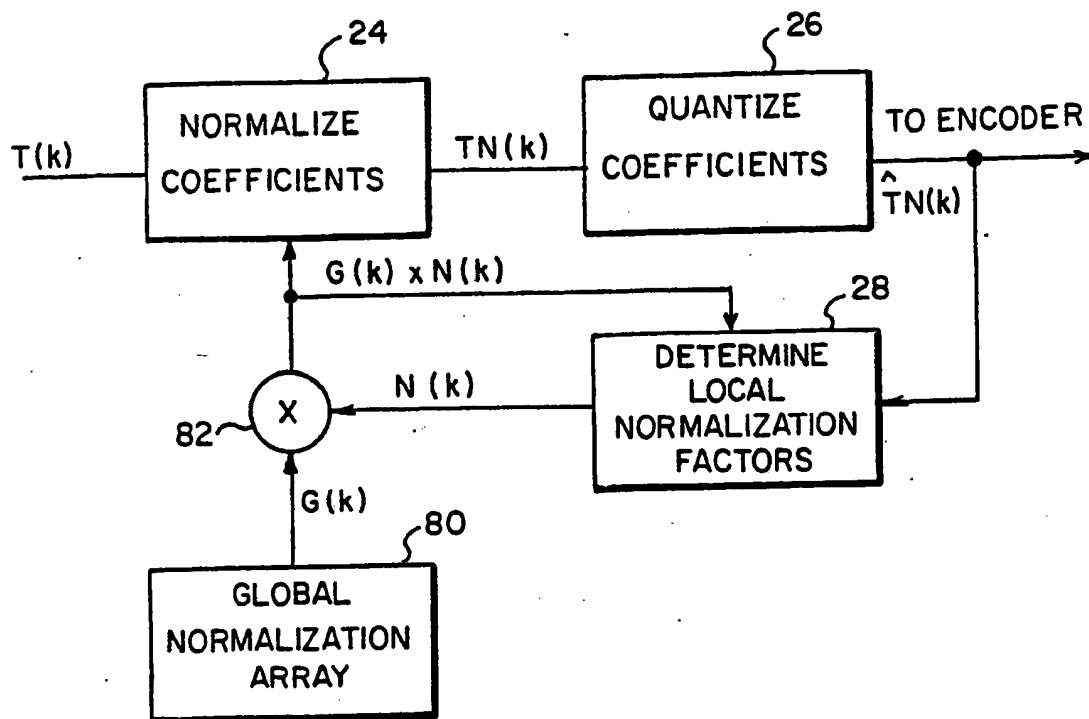 24
26
NORMALIZE
COEFFICIENTS
QUANTIZE
COEFFICIENTS
T(k)
TN(k)
TO ENCODER
T̂N(k)
G(k) x N(k)
28
DETERMINE
LOCAL
NORMALIZATION
FACTORS
N(k)
X
82
G(k)
80
GLOBAL
NORMALIZATION
ARRAY